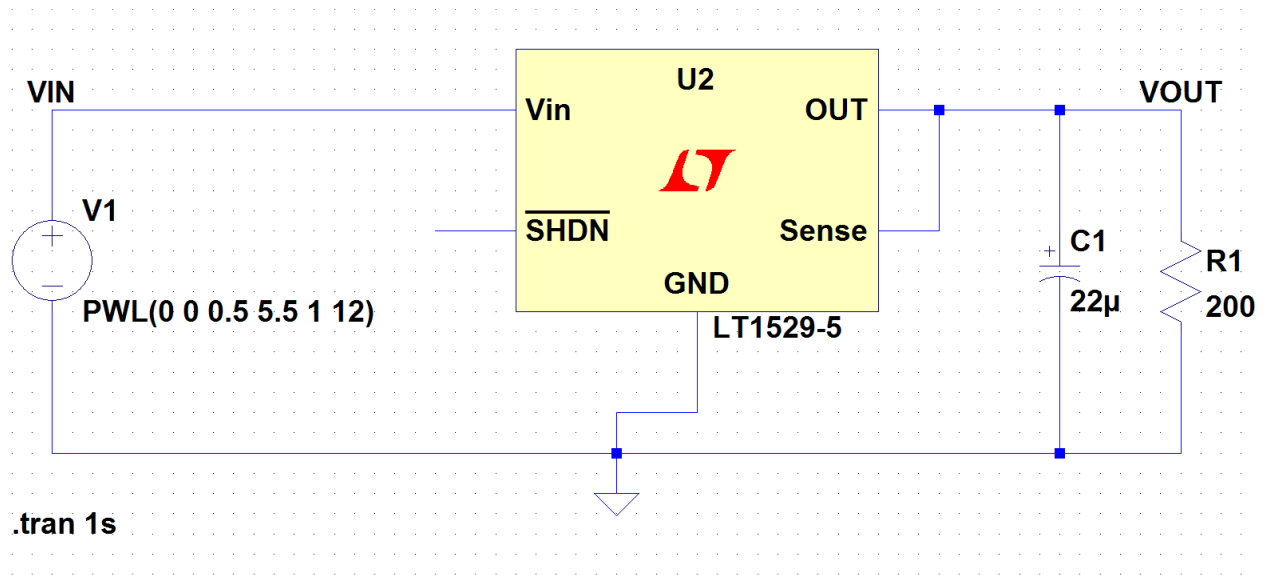 VIN
U2
Vin
OUT
VOUT
V1
SHDN
Sense
C1
R1
GND
22µ
200
PWL(0 0 0.5 5.5 1 12)
LT1529-5
.tran 1s